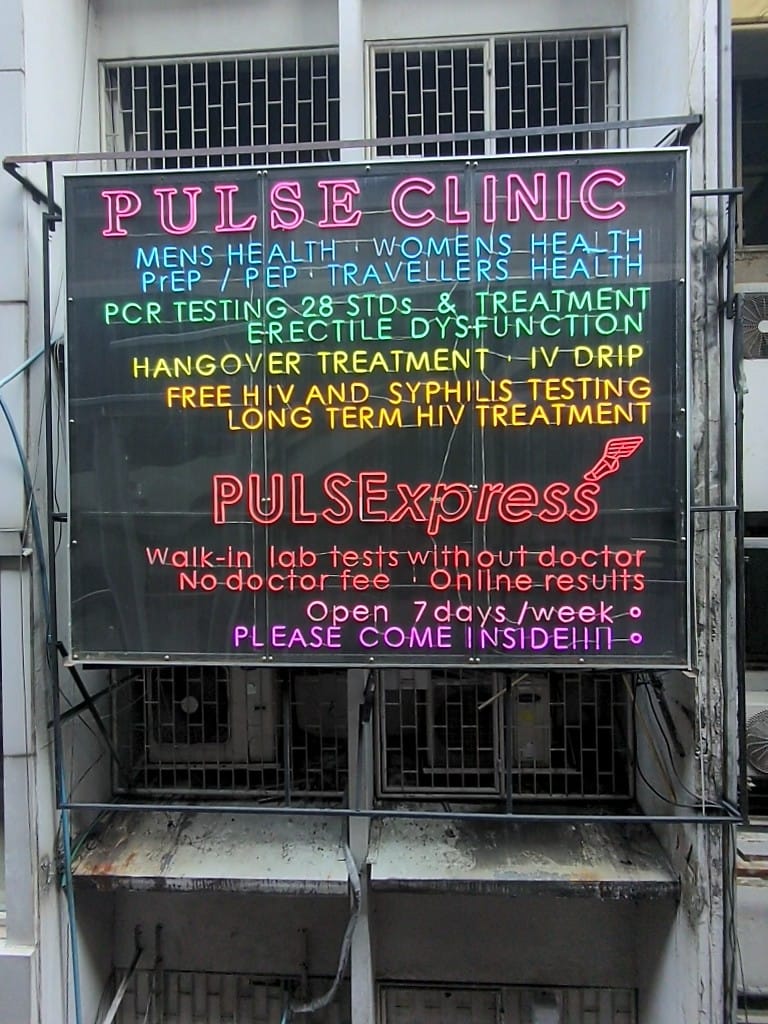 PULSE CLINIC
MENS HEALTH · WOMENS HEALTH
PrEP / PEP · TRAVELLERS HEALTH
PCR TESTING 28 STDs & TREATMENT
ERECTILE DYSFUNCTION
HANGOVER TREATMENT · IV DRIP
FREE HIV AND SYPHILIS TESTING
LONG TERM HIV TREATMENT
PULSExpress
Walk-in lab tests without doctor
No doctor fee · Online results
Open 7days/week
PLEASE COME INSIDE!!!!